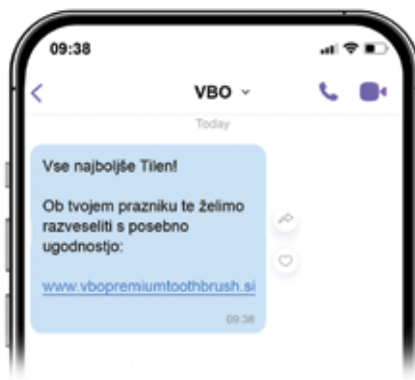 09:38
VBO
Today
Vse najboljše Tilen!
Ob tvojem prazniku te želimo
razveseliti s posebno
ugodnostjo:
www.vbopremiumtoothbrush.si
09:38